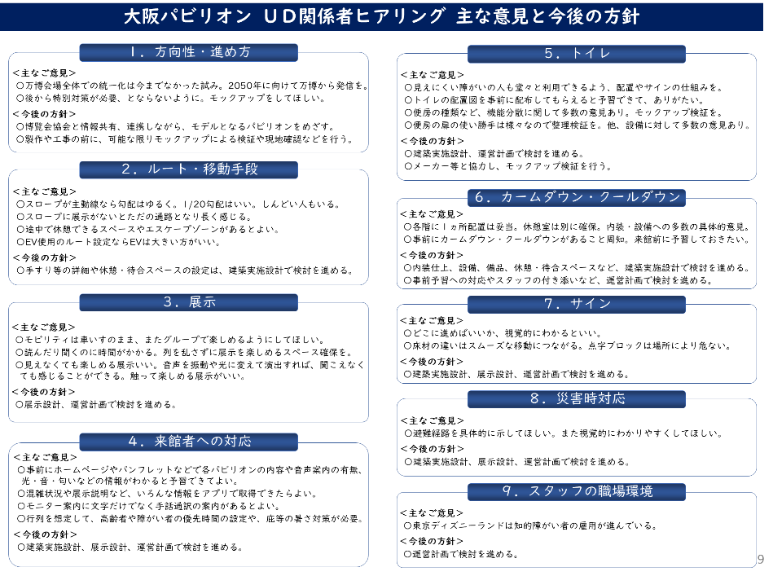 大阪パビリオン UD関係者ヒアリング 主な意見と今後の方針
1．方向性・進め方
＜主なご意見＞
○万博会場全体での統一化は今までなかった試み。2050年に向けて万博から発信を。
○後から特別対策が必要、とならないように。モックアップをしてほしい。
＜今後の方針＞
○博覧会協会と情報共有、連携しながら、モデルとなるパビリオンをめざす。
○製作や工事の前に、可能な限りモックアップによる検証や現地確認などを行う。
2．ルート・移動手段
＜主なご意見＞
○スロープが主動線なら勾配はゆるく。1/20勾配はいい。しんどい人もいる。
○スロープに展示がないとただの通路となり長く感じる。
○途中で休憩できるスペースやエスケープゾーンがあるとよい。
○EV使用のルート設定ならEVは大きい方がいい。
＜今後の方針＞
○手すり等の詳細や休憩・待合スペースの設定は、建築実施設計で検討を進める。
3．展示
＜主なご意見＞
○モビリティは車いすのまま、またグループで楽しめるようにしてほしい。
○読んだり聞くのに時間がかかる。列を乱さずに展示を楽しめるスペース確保を。
○見えなくても楽しめる展示いい。音声を振動や光に変えて演出すれば、聞こえなく
ても感じることができる。触って楽しめる展示がいい。
＜今後の方針＞
○展示設計、運営計画で検討を進める。
4．来館者への対応
＜主なご意見＞
○事前にホームページやパンフレットなどで各パビリオンの内容や音声案内の有無、
光・音・匂いなどの情報がわかると予習できてよい。
○混雑状況や展示説明など、いろんな情報をアプリで取得できたらよい。
○モニター案内に文字だけでなく手話通訳の案内があるとよい。
○行列を想定して、高齢者や障がい者の優先時間の設定や、庇等の暑さ対策が必要。
＜今後の方針＞
○建築実施設計、展示設計、運営計画で検討を進める。
5．トイレ
＜主なご意見＞
○見えにくい障がいの人も堂々と利用できるよう、配置やサインの仕組みを。
○トイレの配置図を事前に配布してもらえると予習できて、ありがたい。
○便房の種類など、機能分散に関して多数の意見あり。モックアップ検証を。
○便房の扉の使い勝手は様々なので整理検証を。他、設備に対して多数の意見あり。
＜今後の方針＞
○建築実施設計、運営計画で検討を進める。
○メーカー等と協力し、モックアップ検証を行う。
6．カームダウン・クールダウン
＜主なご意見＞
○各階に1ヵ所配置は妥当。休憩室は別に確保。内装・設備への多数の具体的意見。
○事前にカームダウン・クールダウンがあること周知。来館前に予習しておきたい。
＜今後の方針＞
○内装仕上、設備、備品、休憩・待合スペースなど、建築実施設計で検討を進める。
○事前予習への対応やスタッフの付き添いなど、運営計画で検討を進める。
7．サイン
＜主なご意見＞
○どこに進めばいいか、視覚的にわかるといい。
○床材の違いはスムーズな移動につながる。点字ブロックは場所により危ない。
＜今後の方針＞
○建築実施設計、展示設計、運営計画で検討を進める。
8．災害時対応
＜主なご意見＞
○避難経路を具体的に示してほしい。また視覚的にわかりやすくしてほしい。
＜今後の方針＞
○建築実施設計、展示設計、運営計画で検討を進める。
9．スタッフの職場環境
＜主なご意見＞
○東京ディズニーランドは知的障がい者の雇用が進んでいる。
＜今後の方針＞
○運営計画で検討を進める。
9